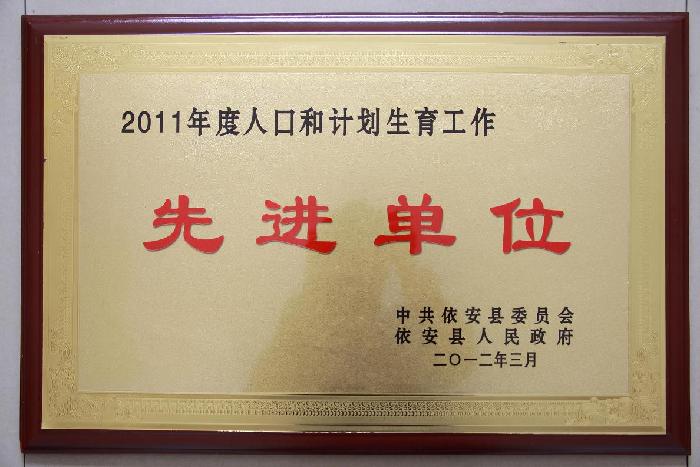 2011年度人口和计划生育工作
先进单位
中共依安县委员会
依安县人民政府
二〇一二年三月